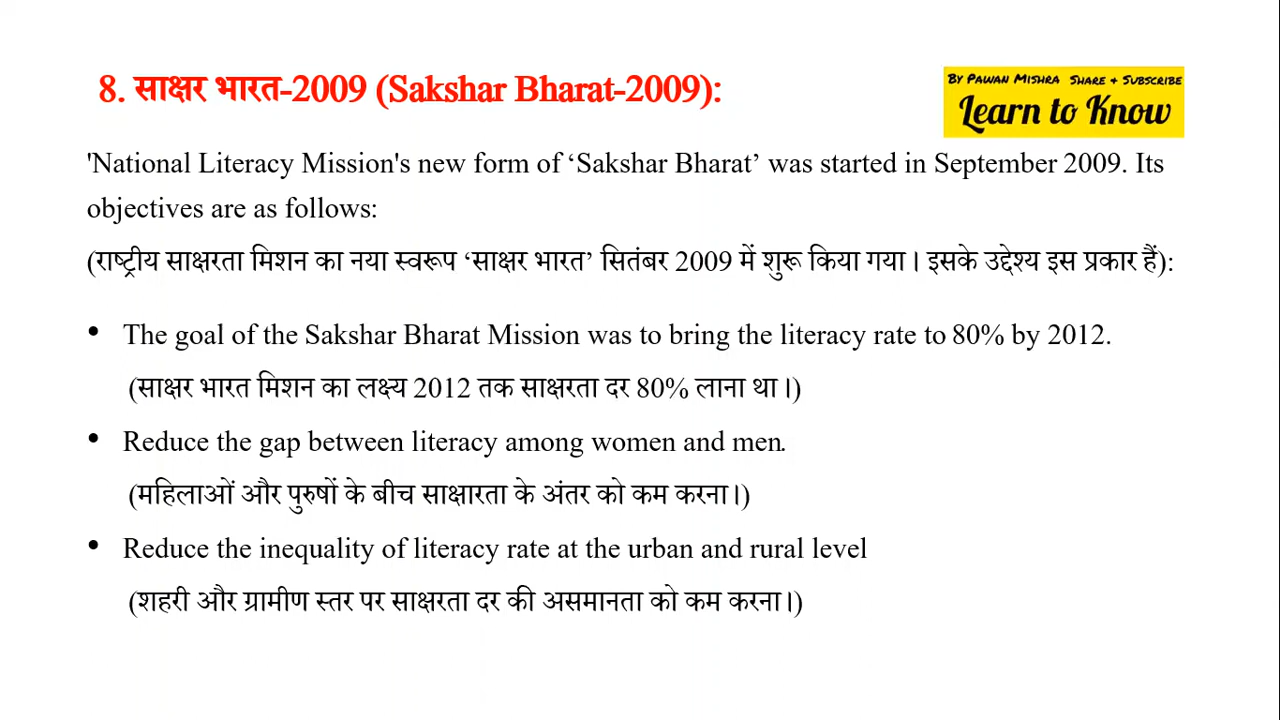 8. साक्षर भारत-2009 (Sakshar Bharat-2009):
By Pawan Mishra Share + Subscribe
Learn to Know
'National Literacy Mission's new form of ‘Sakshar Bharat’ was started in September 2009. Its
objectives are as follows:
(राष्ट्रीय साक्षरता मिशन का नया स्वरूप ‘साक्षर भारत’ सितंबर 2009 में शुरू किया गया। इसके उद्देश्य इस प्रकार हैं):
• The goal of the Sakshar Bharat Mission was to bring the literacy rate to 80% by 2012.
(साक्षर भारत मिशन का लक्ष्य 2012 तक साक्षरता दर 80% लाना था।)
• Reduce the gap between literacy among women and men.
(महिलाओं और पुरुषों के बीच साक्षारता के अंतर को कम करना।)
• Reduce the inequality of literacy rate at the urban and rural level
(शहरी और ग्रामीण स्तर पर साक्षरता दर की असमानता को कम करना।)